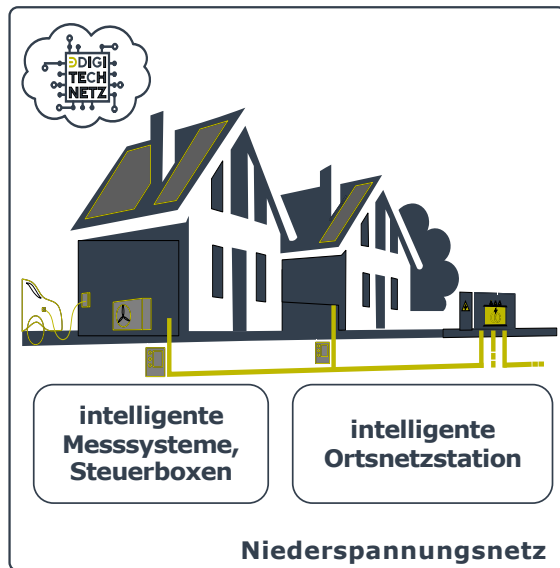 DIGI
TECH
NETZ
intelligente
Messsysteme,
Steuerboxen
intelligente
Ortsnetzstation
Niederspannungsnetz